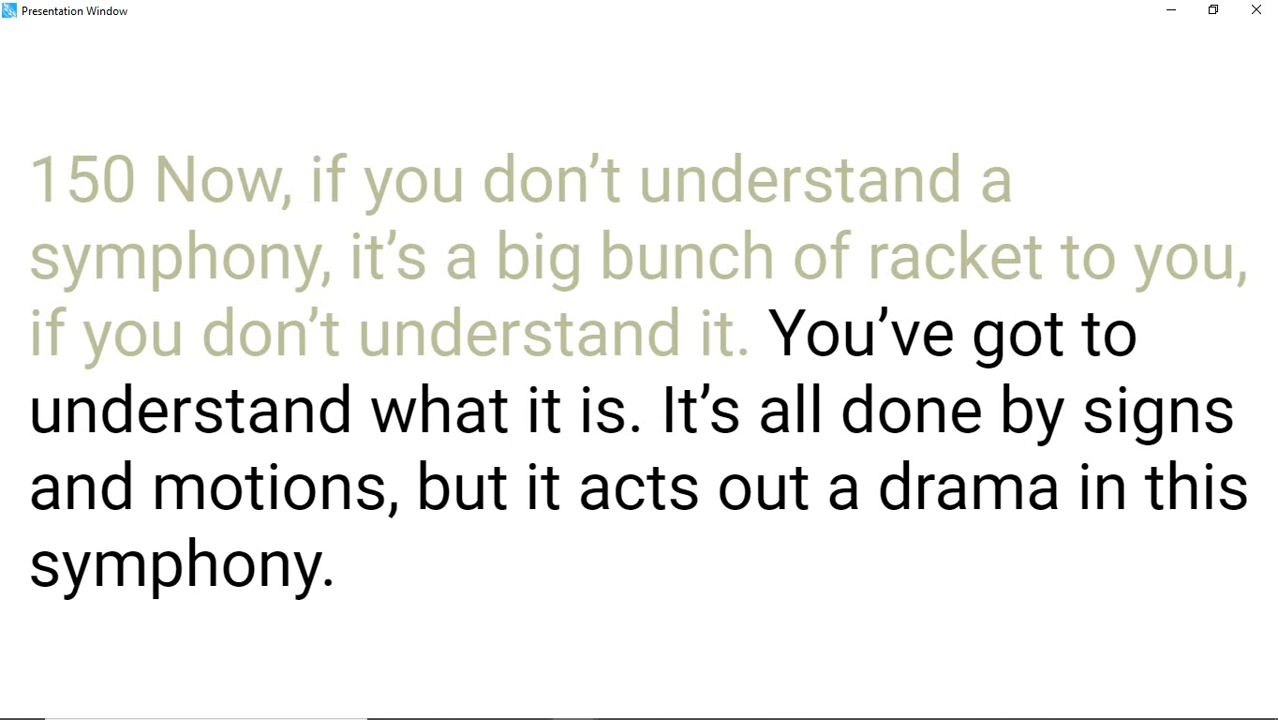 Presentation Window
150 Now, if you don’t understand a
symphony, it’s a big bunch of racket to you,
if you don’t understand it. You’ve got to
understand what it is. It’s all done by signs
and motions, but it acts out a drama in this
symphony.